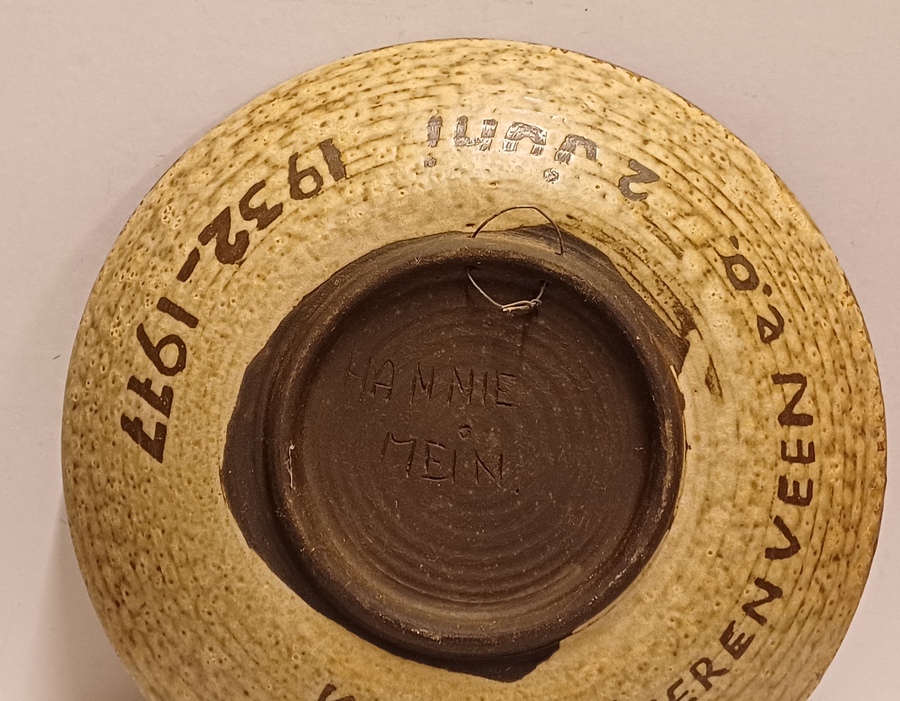 ERENVEEN e.o.
2 juni
1932-1977
HANNIE
MEIN.